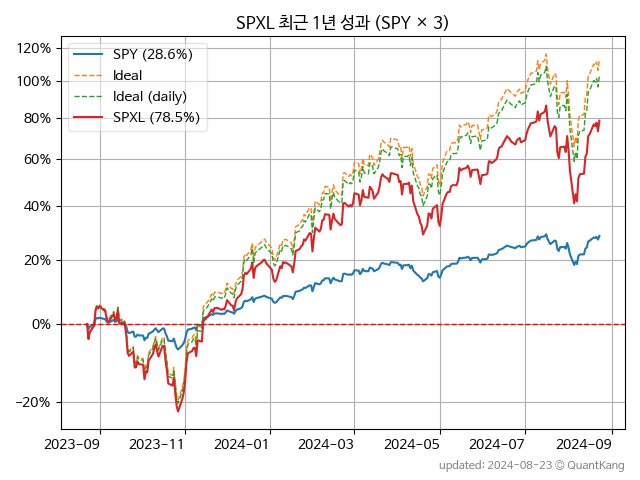 SPXL 최근 1년 성과 (SPY × 3)
120%
100%
80%
60%
40%
20%
0%
−20%
SPY (28.6%)
Ideal
Ideal (daily)
SPXL (78.5%)
2023-09
2023-11
2024-01
2024-03
2024-05
2024-07
2024-09
updated: 2024-08-23 © QuantKang